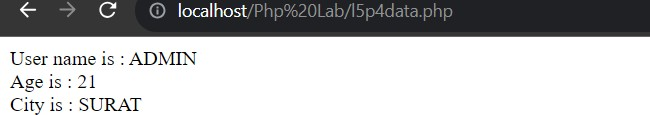 localhost/Php%20Lab/l5p4data.php
User name is : ADMIN
Age is : 21
City is : SURAT